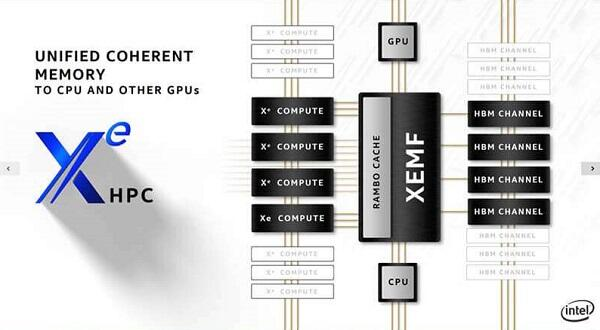 UNIFIED COHERENT
MEMORY
TO CPU AND OTHER GPUs
Xe
HPC
Xe COMPUTE
Xe COMPUTE
Xe COMPUTE
Xe COMPUTE
Xe COMPUTE
Xe COMPUTE
Xe COMPUTE
Xe COMPUTE
Xe COMPUTE
Xe COMPUTE
GPU
RAMBO CACHE
XEMF
CPU
HBM CHANNEL
HBM CHANNEL
HBM CHANNEL
HBM CHANNEL
HBM CHANNEL
HBM CHANNEL
HBM CHANNEL
HBM CHANNEL
HBM CHANNEL
HBM CHANNEL
intel